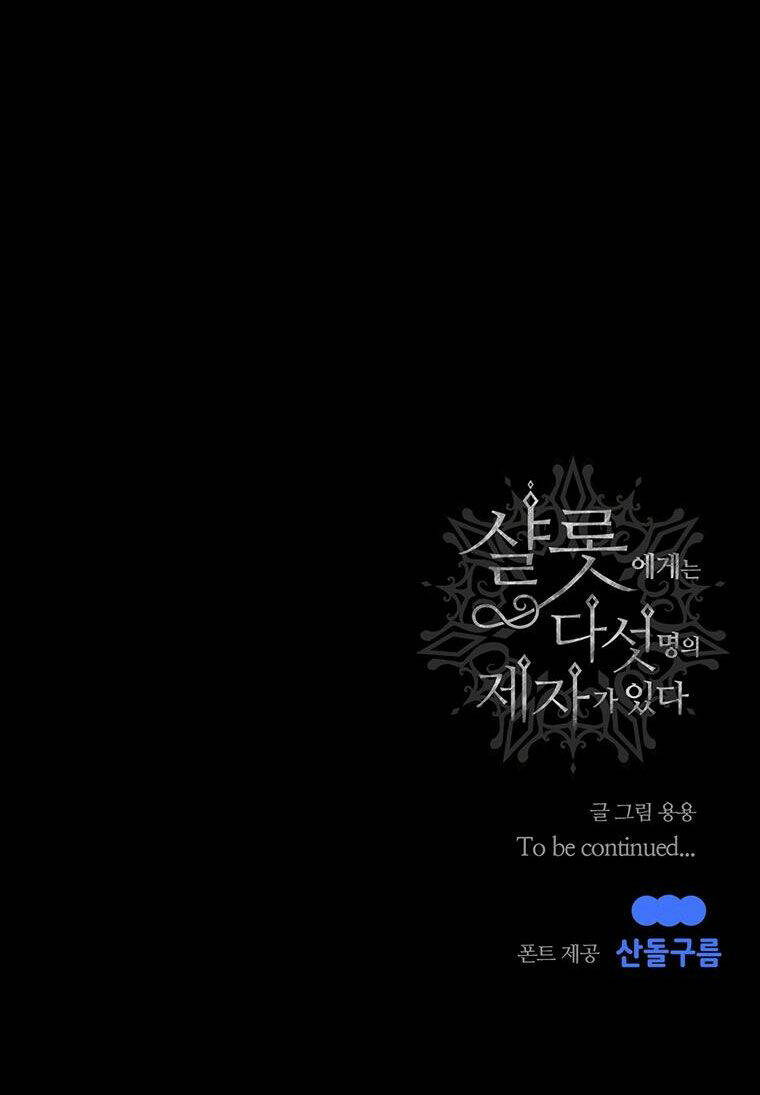 샬롯에게는
다섯명의
제자가 있다
글 그림 용용
To be continued...
폰트 제공 산돌구름